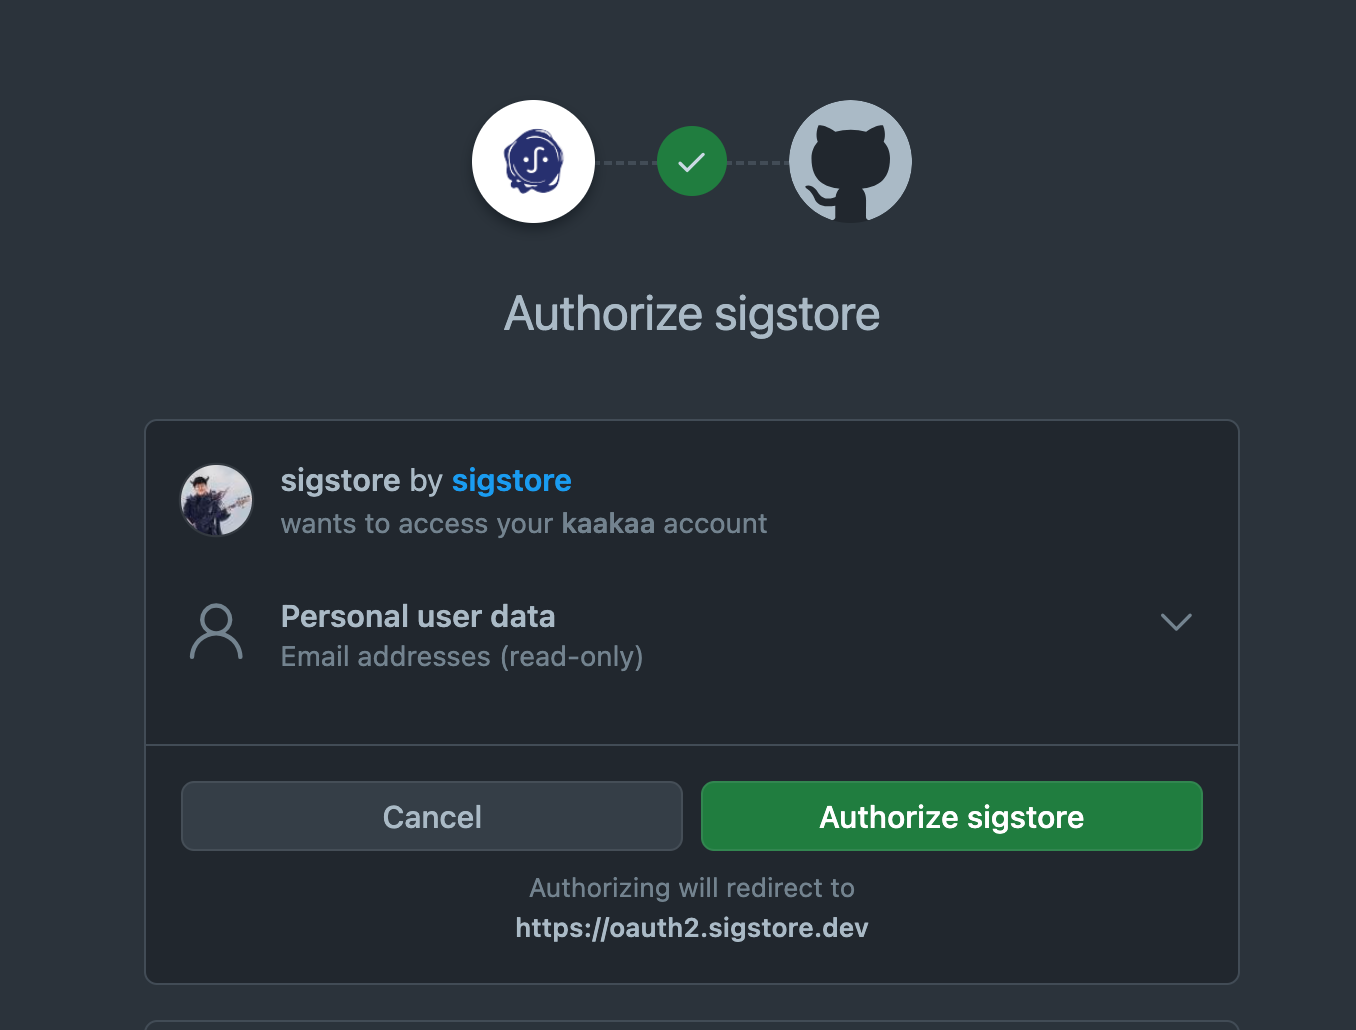 Authorize sigstore
sigstore by sigstore
wants to access your kaakaa account
Personal user data
Email addresses (read-only)
Cancel
Authorize sigstore
Authorizing will redirect to
https://oauth2.sigstore.dev